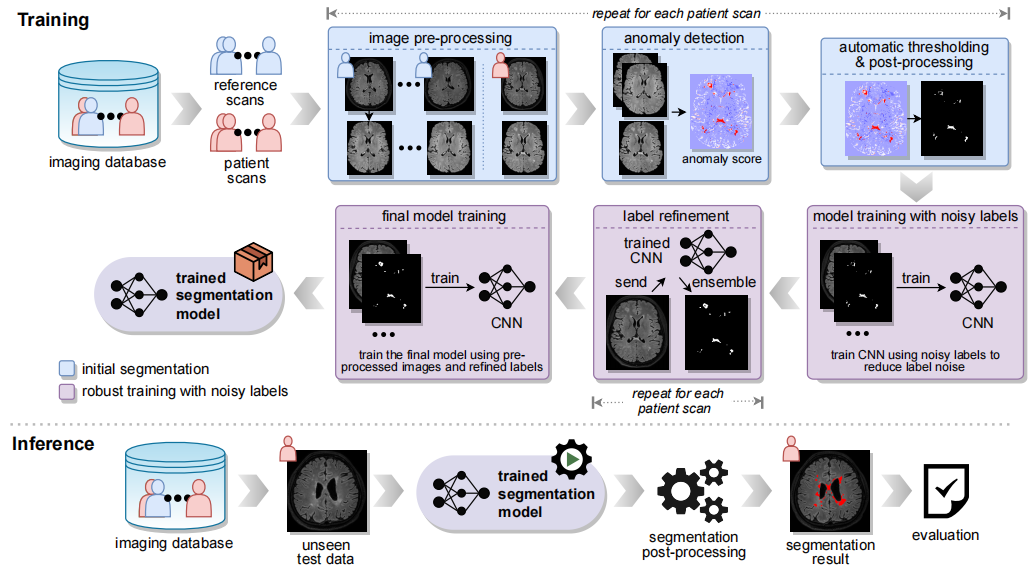 Training
repeat for each patient scan
imaging database
reference
scans
patient
scans
image pre-processing
anomaly detection
anomaly score
automatic thresholding
& post-processing
final model training
train
CNN
train the final model using pre-
processed images and refined labels
label refinement
trained
CNN
send
ensemble
repeat for each
patient scan
model training with noisy labels
train
CNN
train CNN using noisy labels to
reduce label noise
trained
segmentation
model
initial segmentation
robust training with noisy labels
Inference
imaging database
unseen
test data
trained
segmentation
model
segmentation
post-processing
segmentation
result
evaluation